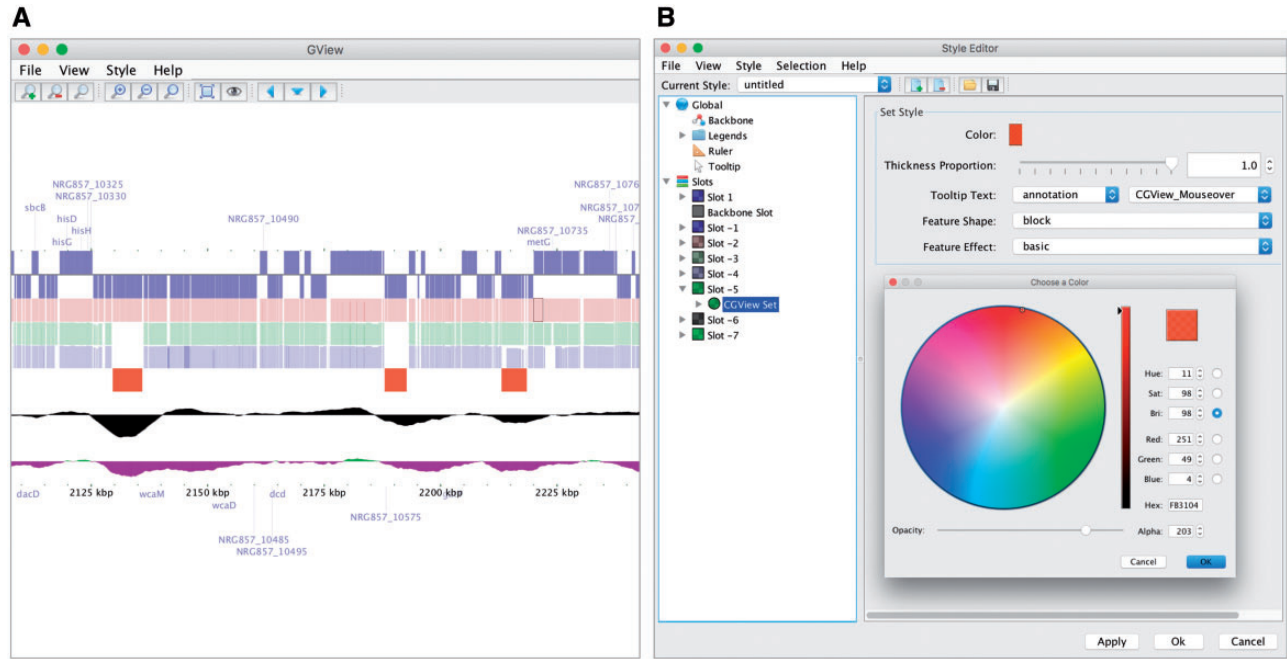 A
GView
File View Style Help
NRG857_10325
NRG857_10330
sbcB
hisD
hisH
hisG
NRG857_10490
NRG857_1076
NRG857_107
NRG857_
NRG857_10735
metG
dacD
2125 kbp
wcaM
2150 kbp
dcd
2175 kbp
2200 kbp
2225 kbp
wcaD
NRG857_10575
NRG857_10485
NRG857_10495
B
Style Editor
File View Style Selection Help
Current Style: untitled
Global
Backbone
Legends
Ruler
Tooltip
Slots
Slot 1
Backbone Slot
Slot -1
Slot -2
Slot -3
Slot -4
Slot -5
CGView Set
Slot -6
Slot -7
Set Style
Color:
Thickness Proportion: 1.0
Tooltip Text: annotation CGView_Mouseover
Feature Shape: block
Feature Effect: basic
Choose a Color
Hue: 11
Sat: 98
Bri: 98
Red: 251
Green: 49
Blue: 4
Hex: FB3104
Opacity: Alpha: 203
Cancel OK
Apply Ok Cancel